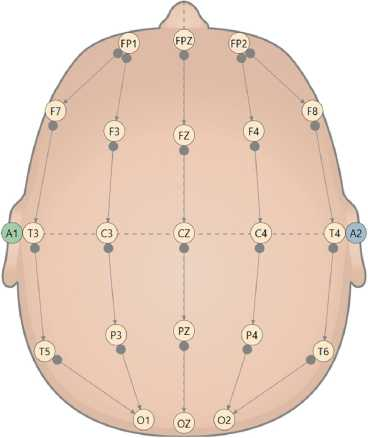 FP1 FPZ FP2
F7 F3 FZ F4 F8
A1 T3 C3 CZ C4 T4 A2
T5 P3 PZ P4 T6
O1 OZ O2